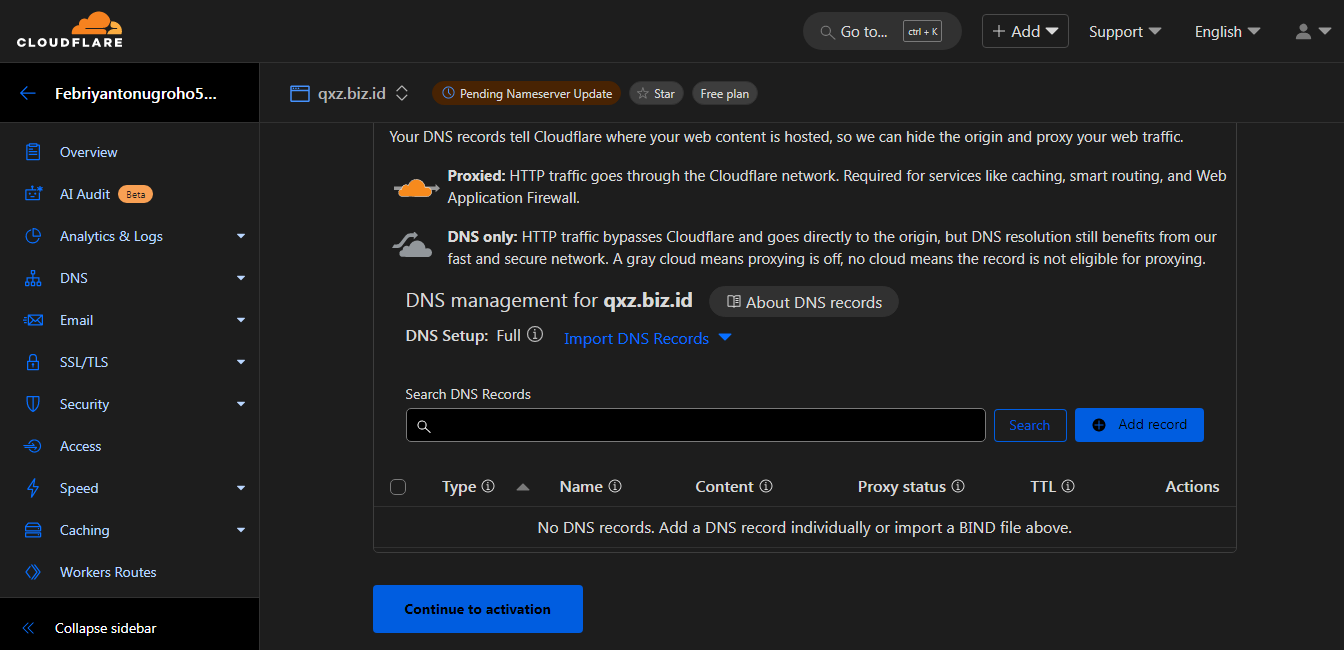 CLOUDFLARE
Go to... ctrl + K
Add
Support
English
Febriyantonugroho5...
qxz.biz.id
Pending Nameserver Update
Star
Free plan
Overview
AI Audit Beta
Analytics & Logs
DNS
Email
SSL/TLS
Security
Access
Speed
Caching
Workers Routes
Collapse sidebar
Your DNS records tell Cloudflare where your web content is hosted, so we can hide the origin and proxy your web traffic.
Proxied: HTTP traffic goes through the Cloudflare network. Required for services like caching, smart routing, and Web
Application Firewall.
DNS only: HTTP traffic bypasses Cloudflare and goes directly to the origin, but DNS resolution still benefits from our
fast and secure network. A gray cloud means proxying is off, no cloud means the record is not eligible for proxying.
DNS management for qxz.biz.id
About DNS records
DNS Setup: Full
Import DNS Records
Search DNS Records
Search
Add record
Type Name Content Proxy status TTL Actions
No DNS records. Add a DNS record individually or import a BIND file above.
Continue to activation